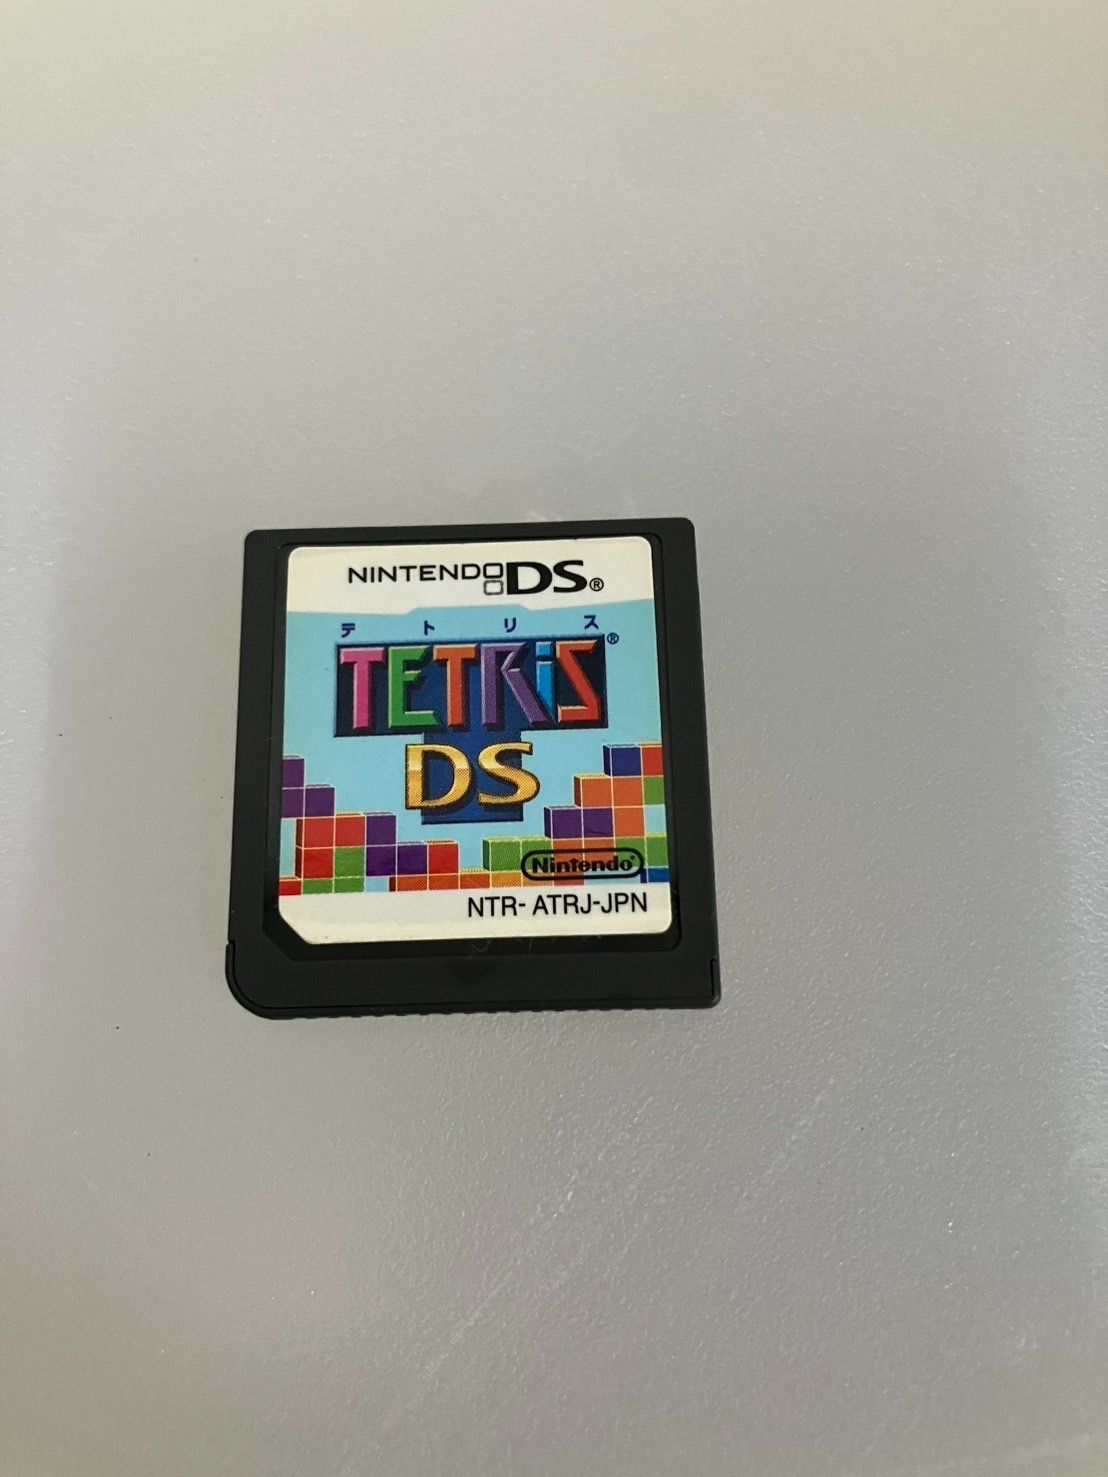 NINTENDO DS®
テトリス
TETRIS®
DS
Nintendo®
NTR- ATRJ-JPN